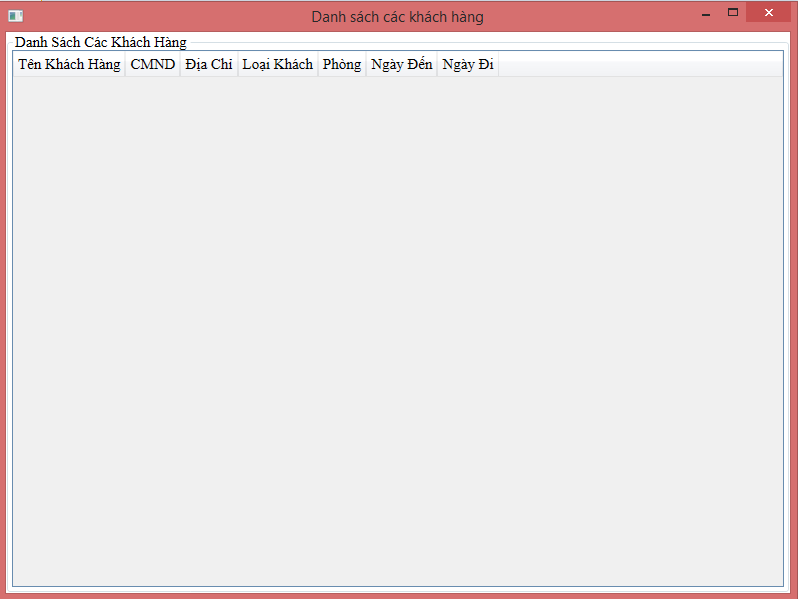 Danh sách các khách hàng
Danh Sách Các Khách Hàng
Tên Khách Hàng CMND Địa Chỉ Loại Khách Phòng Ngày Đến Ngày Đi